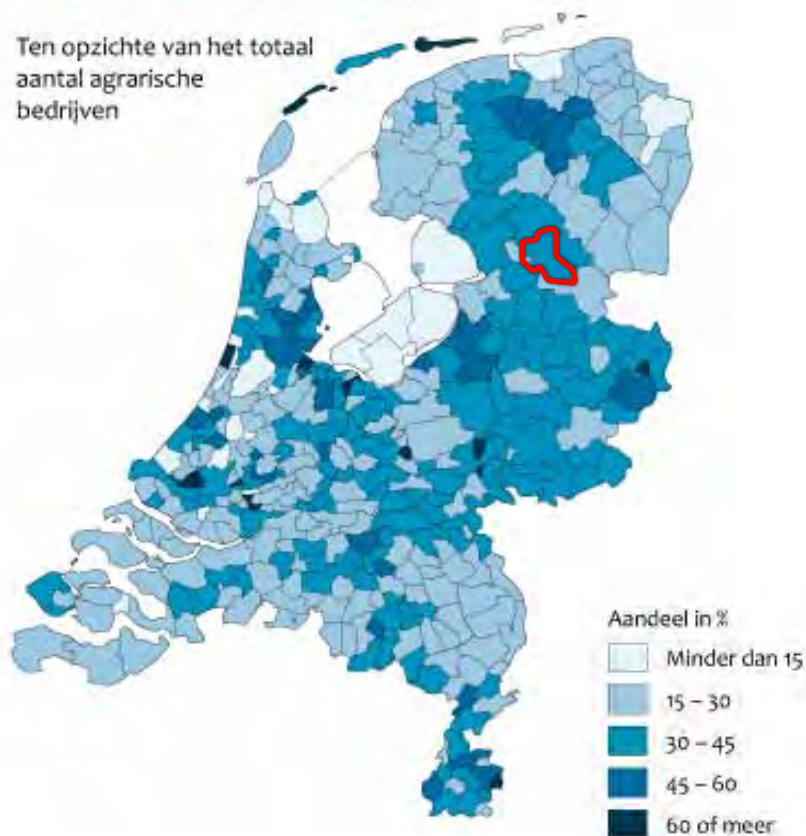 Ten opzichte van het totaal
aantal agrarische
bedrijven
Aandeel in %
Minder dan 15
15 – 30
30 – 45
45 – 60
60 of meer